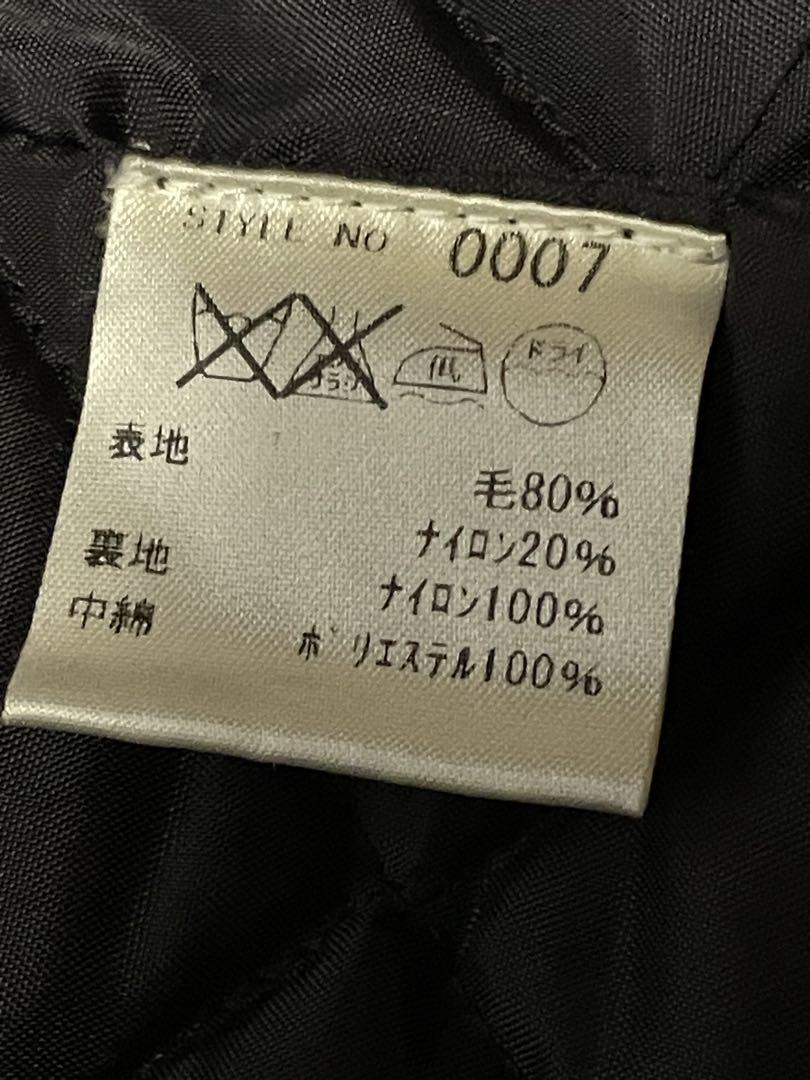 STYLE NO 0007
ドライ
表地
毛80%
ナイロン20%
裏地 ナイロン100%
中綿 ポリエステル100%